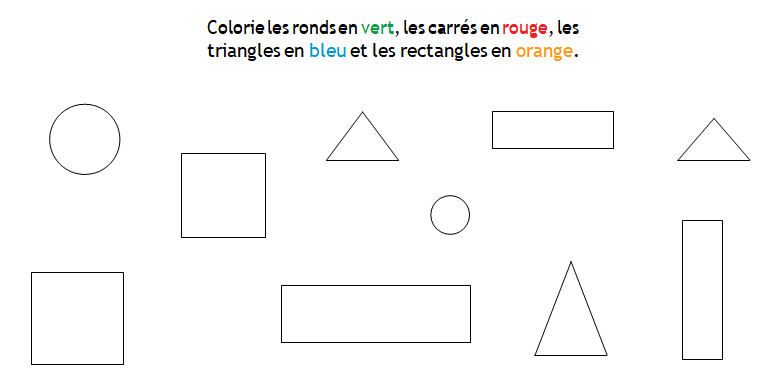 Colorie les ronds en vert, les carrés en rouge, les
triangles en bleu et les rectangles en orange.